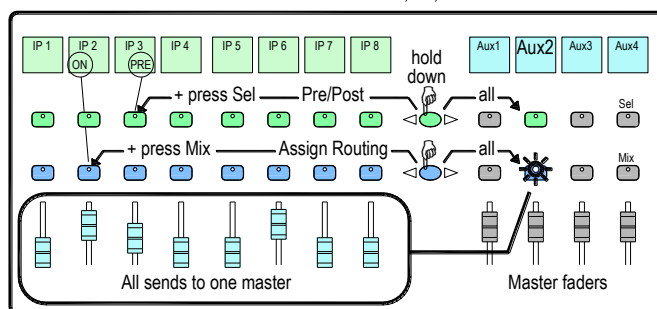 IP 1 IP 2 IP 3 IP 4 IP 5 IP 6 IP 7 IP 8 Aux1 Aux2 Aux3 Aux4
ON PRE
hold
down
+ press Sel Pre/Post all Sel
+ press Mix Assign Routing all Mix
All sends to one master Master faders